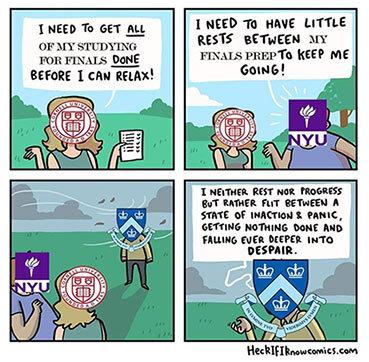 I NEED TO GET ALL
OF MY STUDYING
FOR FINALS DONE
BEFORE I CAN RELAX!
I NEED TO HAVE LITTLE
RESTS BETWEEN MY
FINALS PREP TO KEEP ME
GOING!
NYU
NYU
I NEITHER REST NOR PROGRESS
BUT RATHER FLIT BETWEEN A
STATE OF INACTION & PANIC,
GETTING NOTHING DONE AND
FALLING EVER DEEPER INTO
DESPAIR.
HeckIfIknowcomics.com